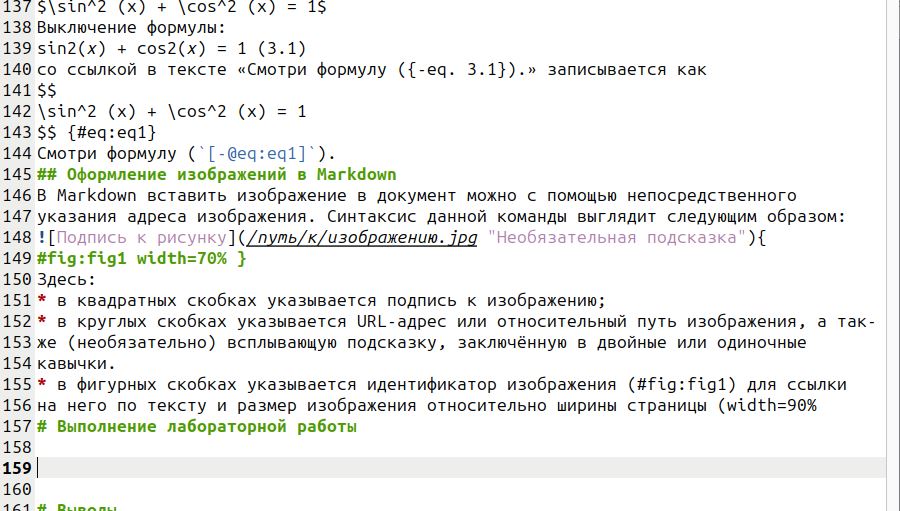 137 $\sin^2 (x) + \cos^2 (x) = 1$
138 Выключение формулы:
139 sin2(𝑥) + cos2(𝑥) = 1 (3.1)
140 со ссылкой в тексте «Смотри формулу ({-eq. 3.1}).» записывается как
141 $$
142 \sin^2 (x) + \cos^2 (x) = 1
143 $$ {#eq:eq1}
144 Смотри формулу (`[-@eq:eq1]`).
145 ## Оформление изображений в Markdown
146 В Markdown вставить изображение в документ можно с помощью непосредственного
147 указания адреса изображения. Синтаксис данной команды выглядит следующим образом:
148 ![Подпись к рисунку](/путь/к/изображению.jpg "Необязательная подсказка"){
149 #fig:fig1 width=70% }
150 Здесь:
151 * в квадратных скобках указывается подпись к изображению;
152 * в круглых скобках указывается URL-адрес или относительный путь изображения, а так-
153 же (необязательно) всплывающую подсказку, заключённую в двойные или одиночные
154 кавычки.
155 * в фигурных скобках указывается идентификатор изображения (#fig:fig1) для ссылки
156 на него по тексту и размер изображения относительно ширины страницы (width=90%
157 # Выполнение лабораторной работы
158
159
160
161 # Выводы